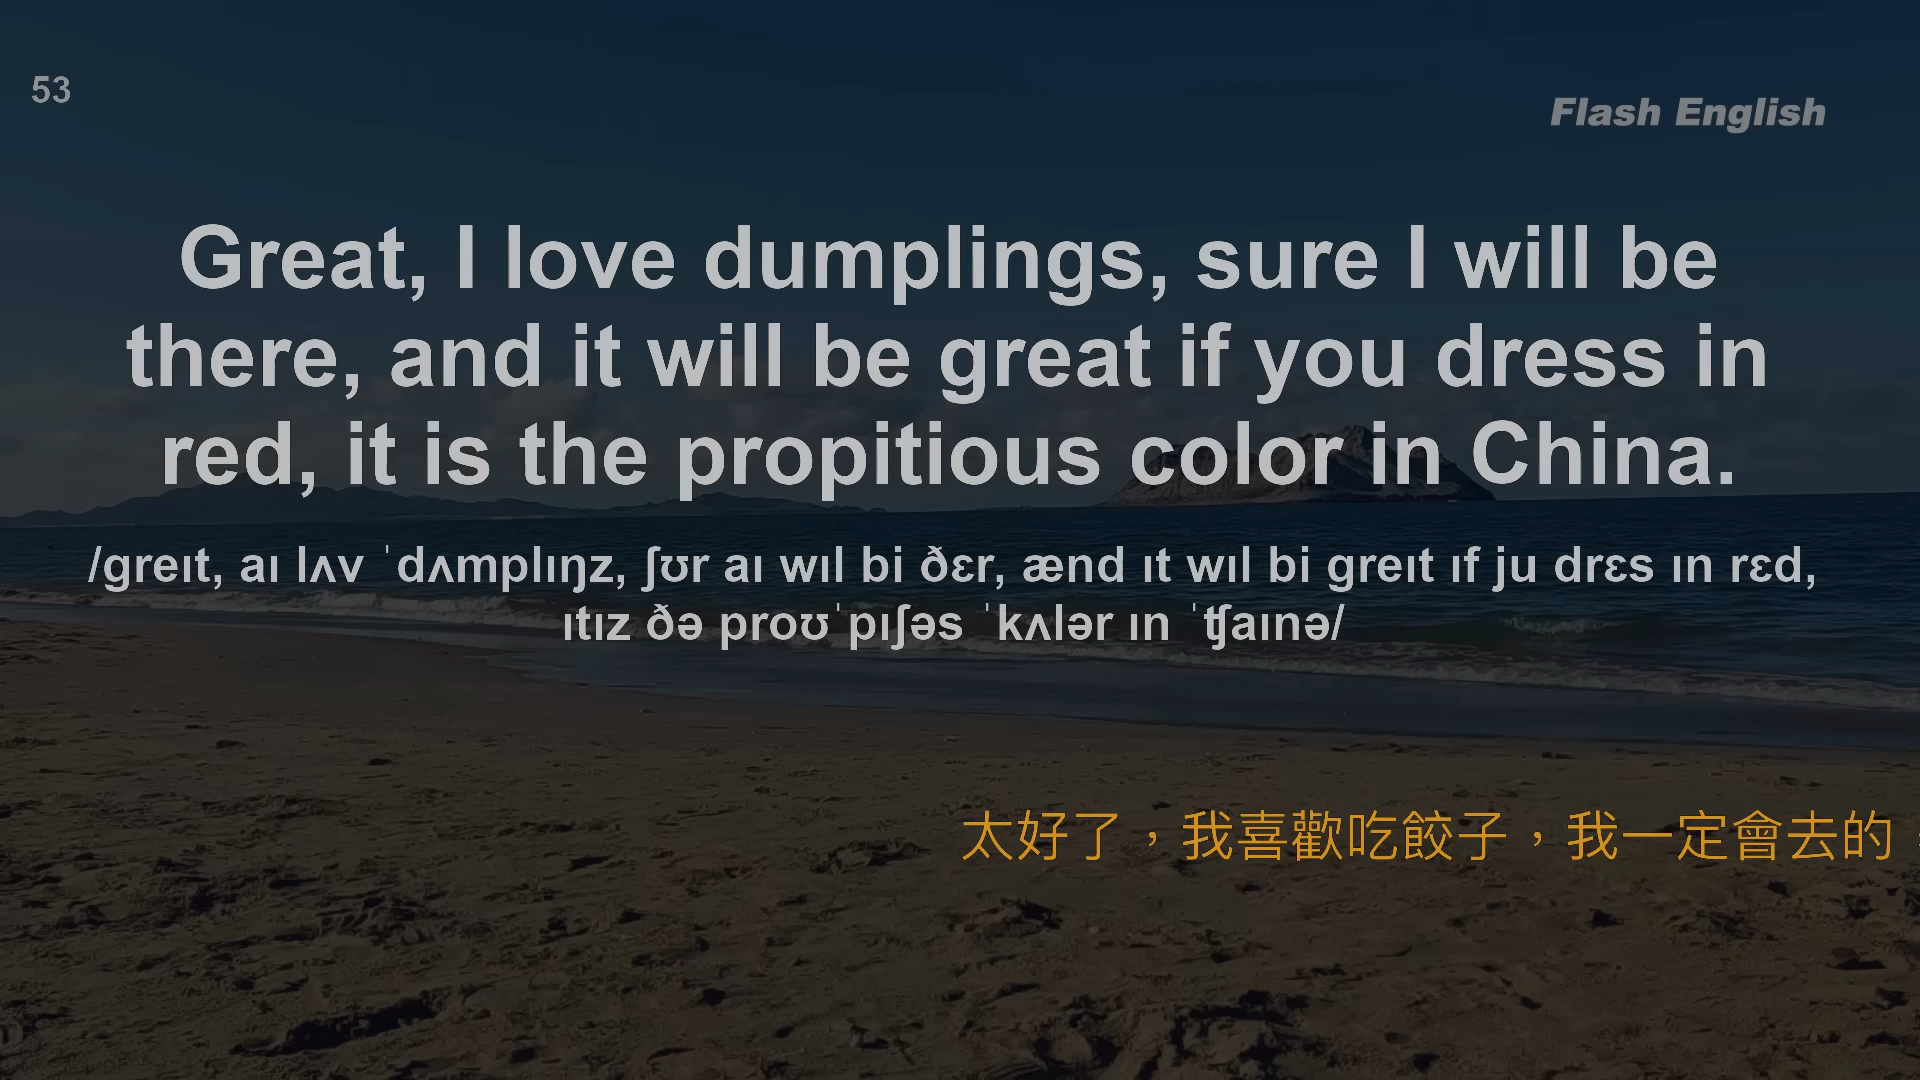 53
Flash English
Great, I love dumplings, sure I will be
there, and it will be great if you dress in
red, it is the propitious color in China.
/greɪt, aɪ lʌv ˈdʌmplɪŋz, ʃʊr aɪ wɪl bi ðɛr, ænd ɪt wɪl bi greɪt ɪf ju drɛs ɪn rɛd,
ɪtɪz ðə proʊˈpɪʃəs ˈkʌlər ɪn ˈʧaɪnə/
太好了，我喜歡吃餃子，我一定會去的，